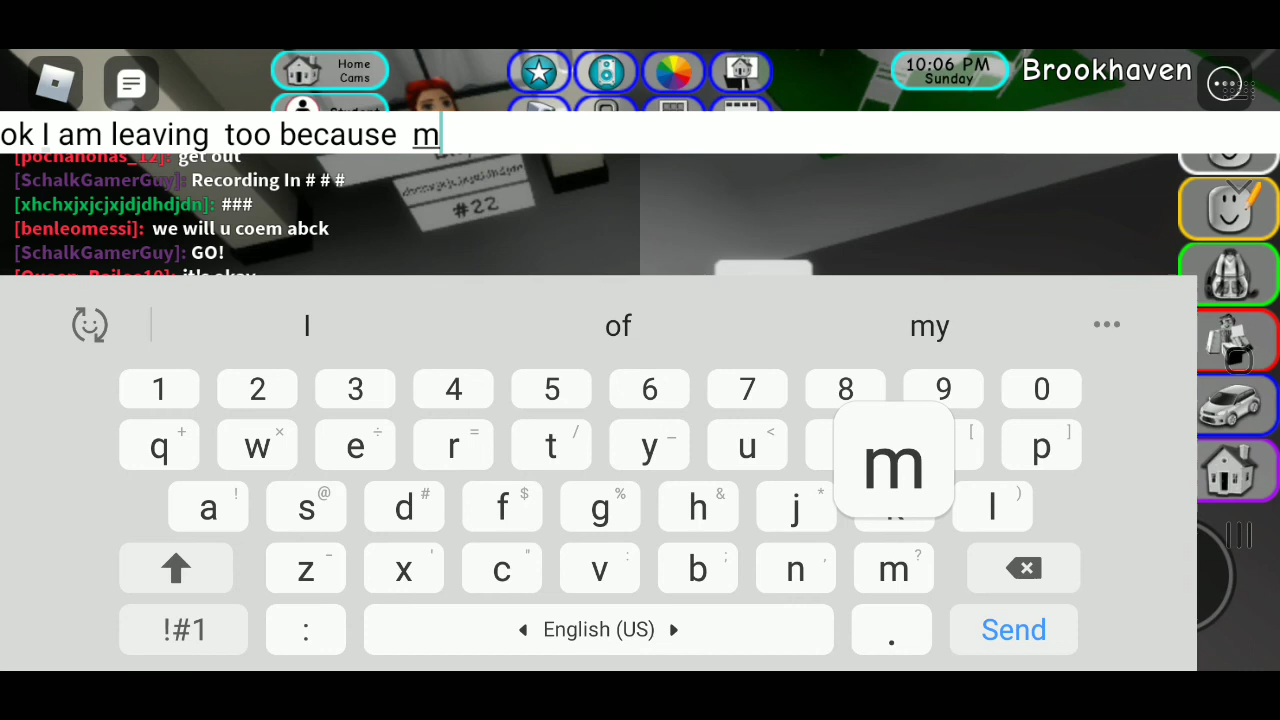 Home
Cams
10:06 PM
Sunday
Brookhaven
ok I am leaving too because m
[pochanonas_12]: get out
[SchalkGamerGuy]: Recording In # # #
[xhchxjxjcjxjdjdhdjdn]: ###
[benleomessi]: we will u coem abck
[SchalkGamerGuy]: GO!
#22
I of my
1 2 3 4 5 6 7 8 9 0
q + w × e ÷ r = t / y _ u < [ p ]
m
a ! s @ d # f $ g % h & j * l )
z - x ' c " v : b ; n , m ?
!#1 : English (US) . Send